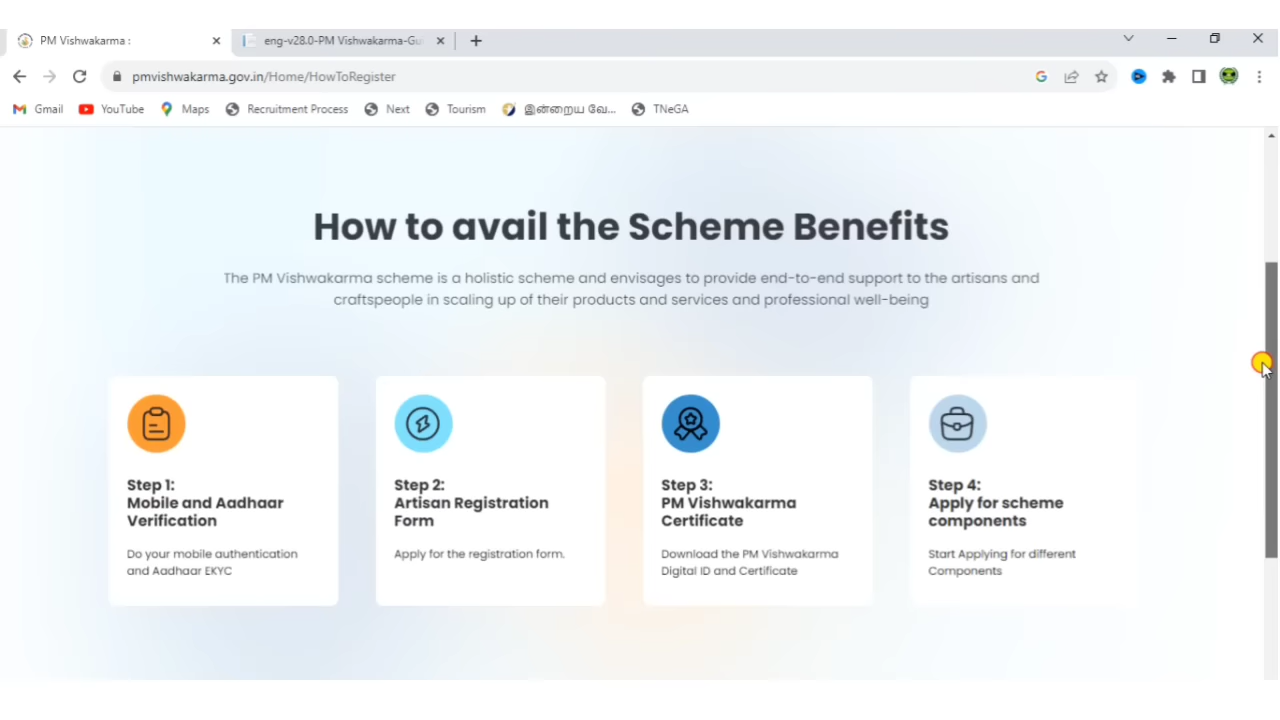 PM Vishwakarma :
eng-v28.0-PM Vishwakarma-Gui
pmvishwakarma.gov.in/Home/HowToRegister
Gmail YouTube Maps Recruitment Process Next Tourism இன்றைய வே... TNeGA
How to avail the Scheme Benefits
The PM Vishwakarma scheme is a holistic scheme and envisages to provide end-to-end support to the artisans and
craftspeople in scaling up of their products and services and professional well-being
Step 1:
Mobile and Aadhaar
Verification
Do your mobile authentication
and Aadhaar EKYC
Step 2:
Artisan Registration
Form
Apply for the registration form.
Step 3:
PM Vishwakarma
Certificate
Download the PM Vishwakarma
Digital ID and Certificate
Step 4:
Apply for scheme
components
Start Applying for different
Components